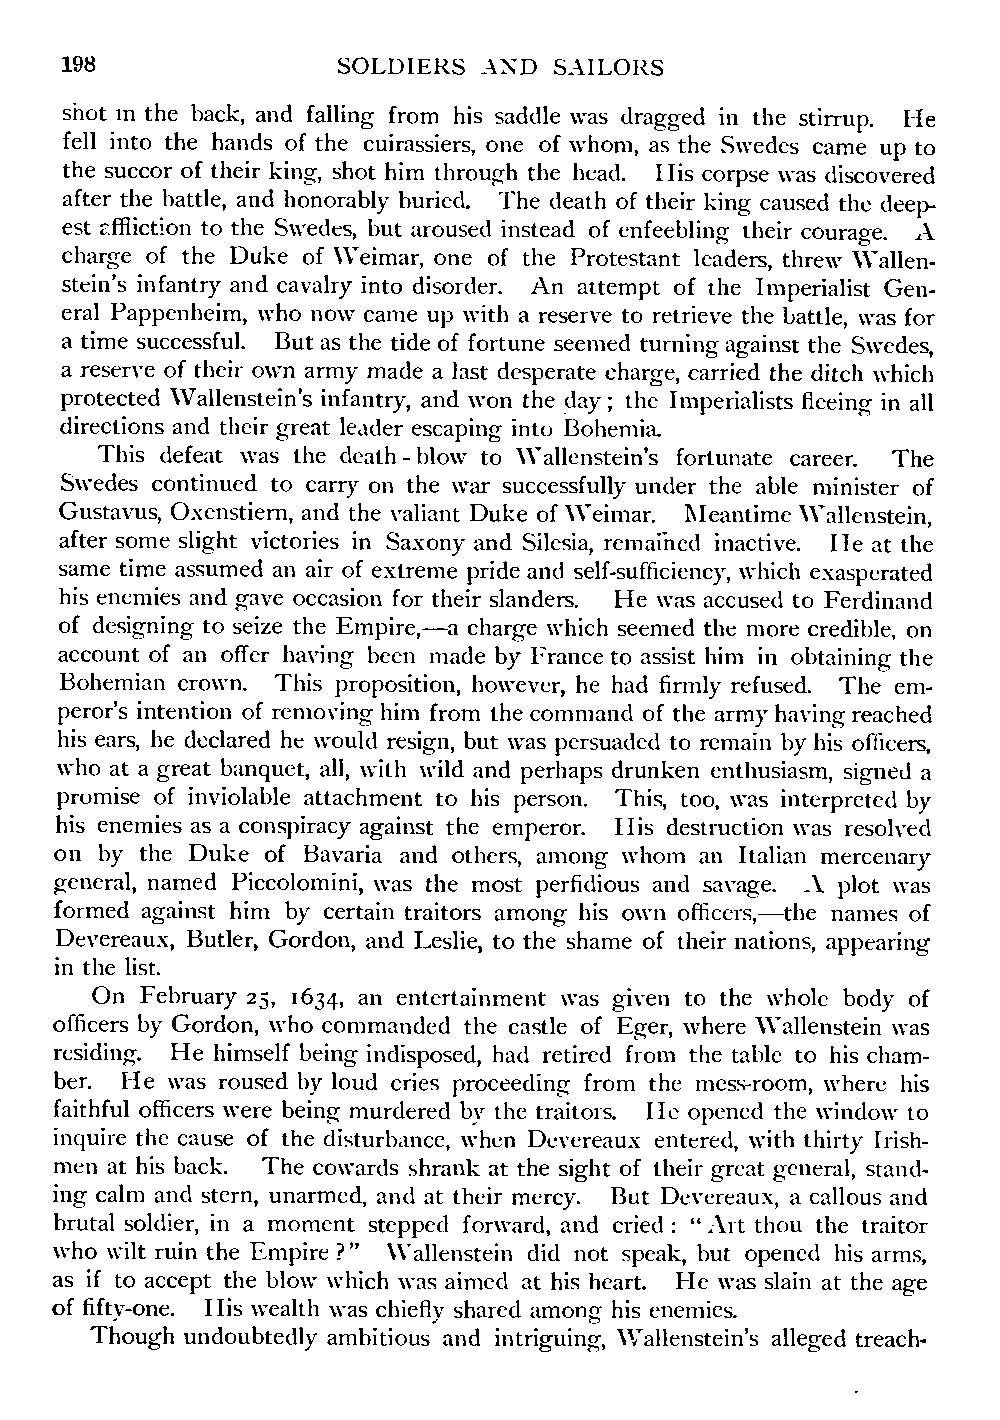 198 SOLDIERS AND SAILORS
shot in the back, and falling from his saddle was dragged in the stirrup. He
fell into the hands of the cuirassiers, one of whom, as the Swedes came up to
the succor of their king, shot him through the head. His corpse was discovered
after the battle, and honorably buried. The death of their king caused the deep-
est affliction to the Swedes, but aroused instead of enfeebling their courage. A
charge of the Duke of Weimar, one of the Protestant leaders, threw Wallen-
stein's infantry and cavalry into disorder. An attempt of the Imperialist Gen-
eral Pappenheim, who now came up with a reserve to retrieve the battle, was for
a time successful. But as the tide of fortune seemed turning against the Swedes,
a reserve of their own army made a last desperate charge, carried the ditch which
protected Wallenstein's infantry, and won the day; the Imperialists fleeing in all
directions and their great leader escaping into Bohemia.
This defeat was the death-blow to Wallenstein's fortunate career. The
Swedes continued to carry on the war successfully under the able minister of
Gustavus, Oxenstiern, and the valiant Duke of Weimar. Meantime Wallenstein,
after some slight victories in Saxony and Silesia, remained inactive. He at the
same time assumed an air of extreme pride and self-sufficiency, which exasperated
his enemies and gave occasion for their slanders. He was accused to Ferdinand
of designing to seize the Empire,—a charge which seemed the more credible, on
account of an offer having been made by France to assist him in obtaining the
Bohemian crown. This proposition, however, he had firmly refused. The em-
peror's intention of removing him from the command of the army having reached
his ears, he declared he would resign, but was persuaded to remain by his officers,
who at a great banquet, all, with wild and perhaps drunken enthusiasm, signed a
promise of inviolable attachment to his person. This, too, was interpreted by
his enemies as a conspiracy against the emperor. His destruction was resolved
on by the Duke of Bavaria and others, among whom an Italian mercenary
general, named Piccolomini, was the most perfidious and savage. A plot was
formed against him by certain traitors among his own officers,—the names of
Devereaux, Butler, Gordon, and Leslie, to the shame of their nations, appearing
in the list.
On February 25, 1634, an entertainment was given to the whole body of
officers by Gordon, who commanded the castle of Eger, where Wallenstein was
residing. He himself being indisposed, had retired from the table to his cham-
ber. He was roused by loud cries proceeding from the mess-room, where his
faithful officers were being murdered by the traitors. He opened the window to
inquire the cause of the disturbance, when Devereaux entered, with thirty Irish-
men at his back. The cowards shrank at the sight of their great general, stand-
ing calm and stern, unarmed, and at their mercy. But Devereaux, a callous and
brutal soldier, in a moment stepped forward, and cried: "Art thou the traitor
who wilt ruin the Empire?" Wallenstein did not speak, but opened his arms,
as if to accept the blow which was aimed at his heart. He was slain at the age
of fifty-one. His wealth was chiefly shared among his enemies.
Though undoubtedly ambitious and intriguing, Wallenstein's alleged treach-